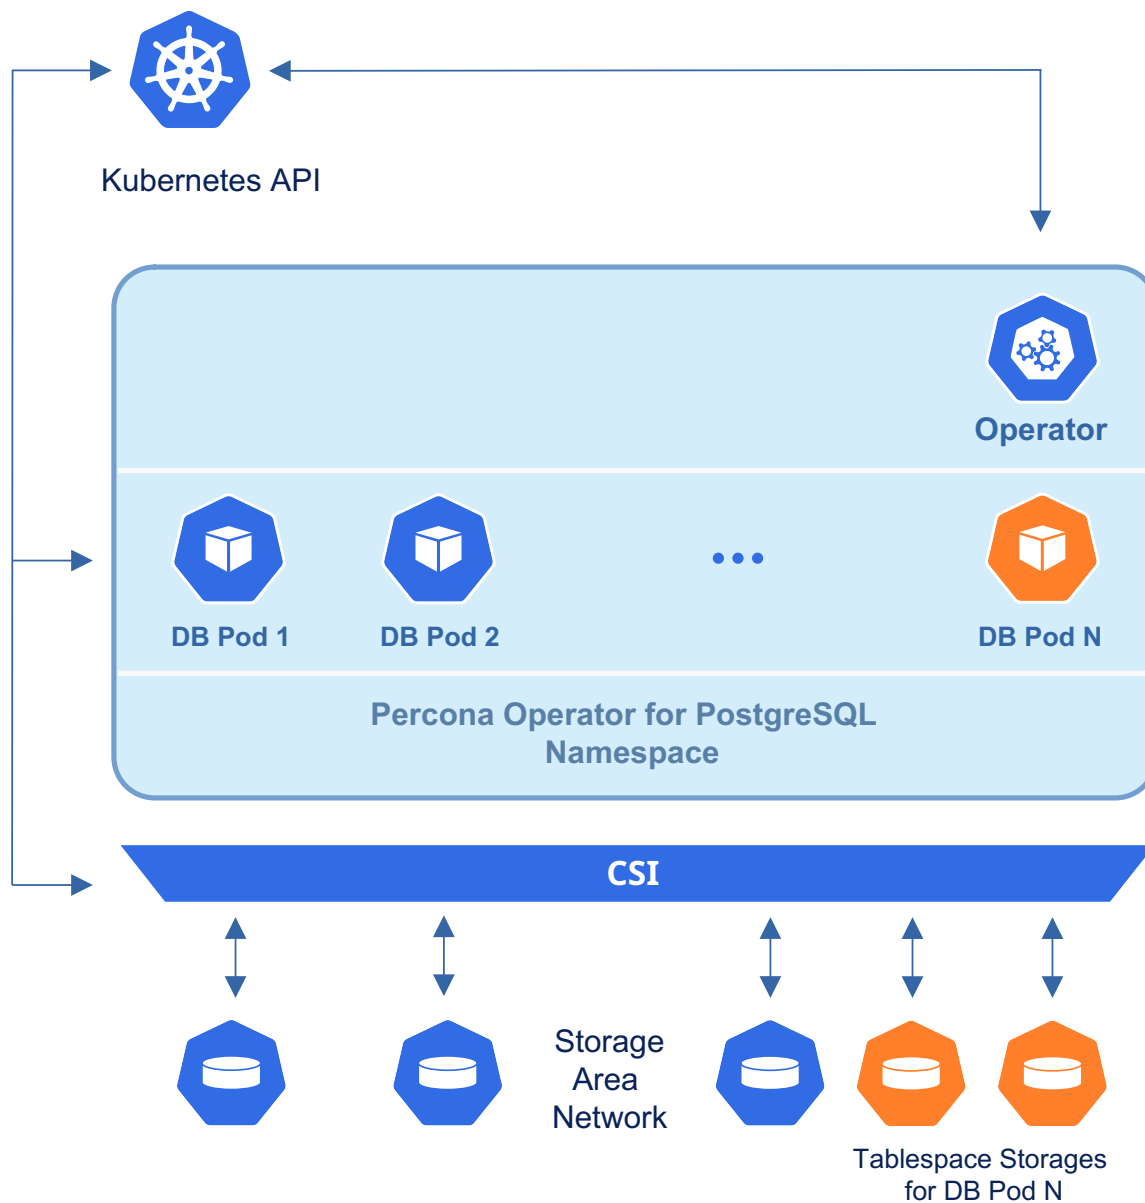 Kubernetes API
Operator
DB Pod 1
DB Pod 2
DB Pod N
Percona Operator for PostgreSQL
Namespace
CSI
Storage
Area
Network
Tablespace Storages
for DB Pod N